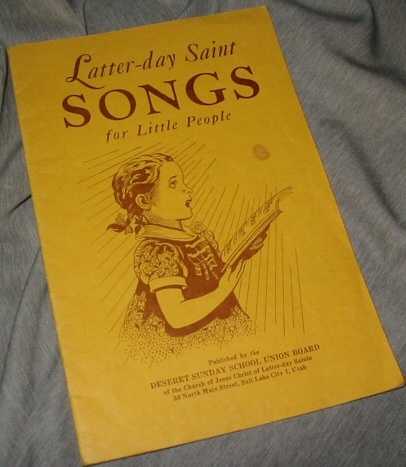 Latter-day Saint
SONGS
for Little People
Published by the
DESERET SUNDAY SCHOOL UNION BOARD
of the Church of Jesus Christ of Latter-day Saints
50 North Main Street, Salt Lake City 1, Utah